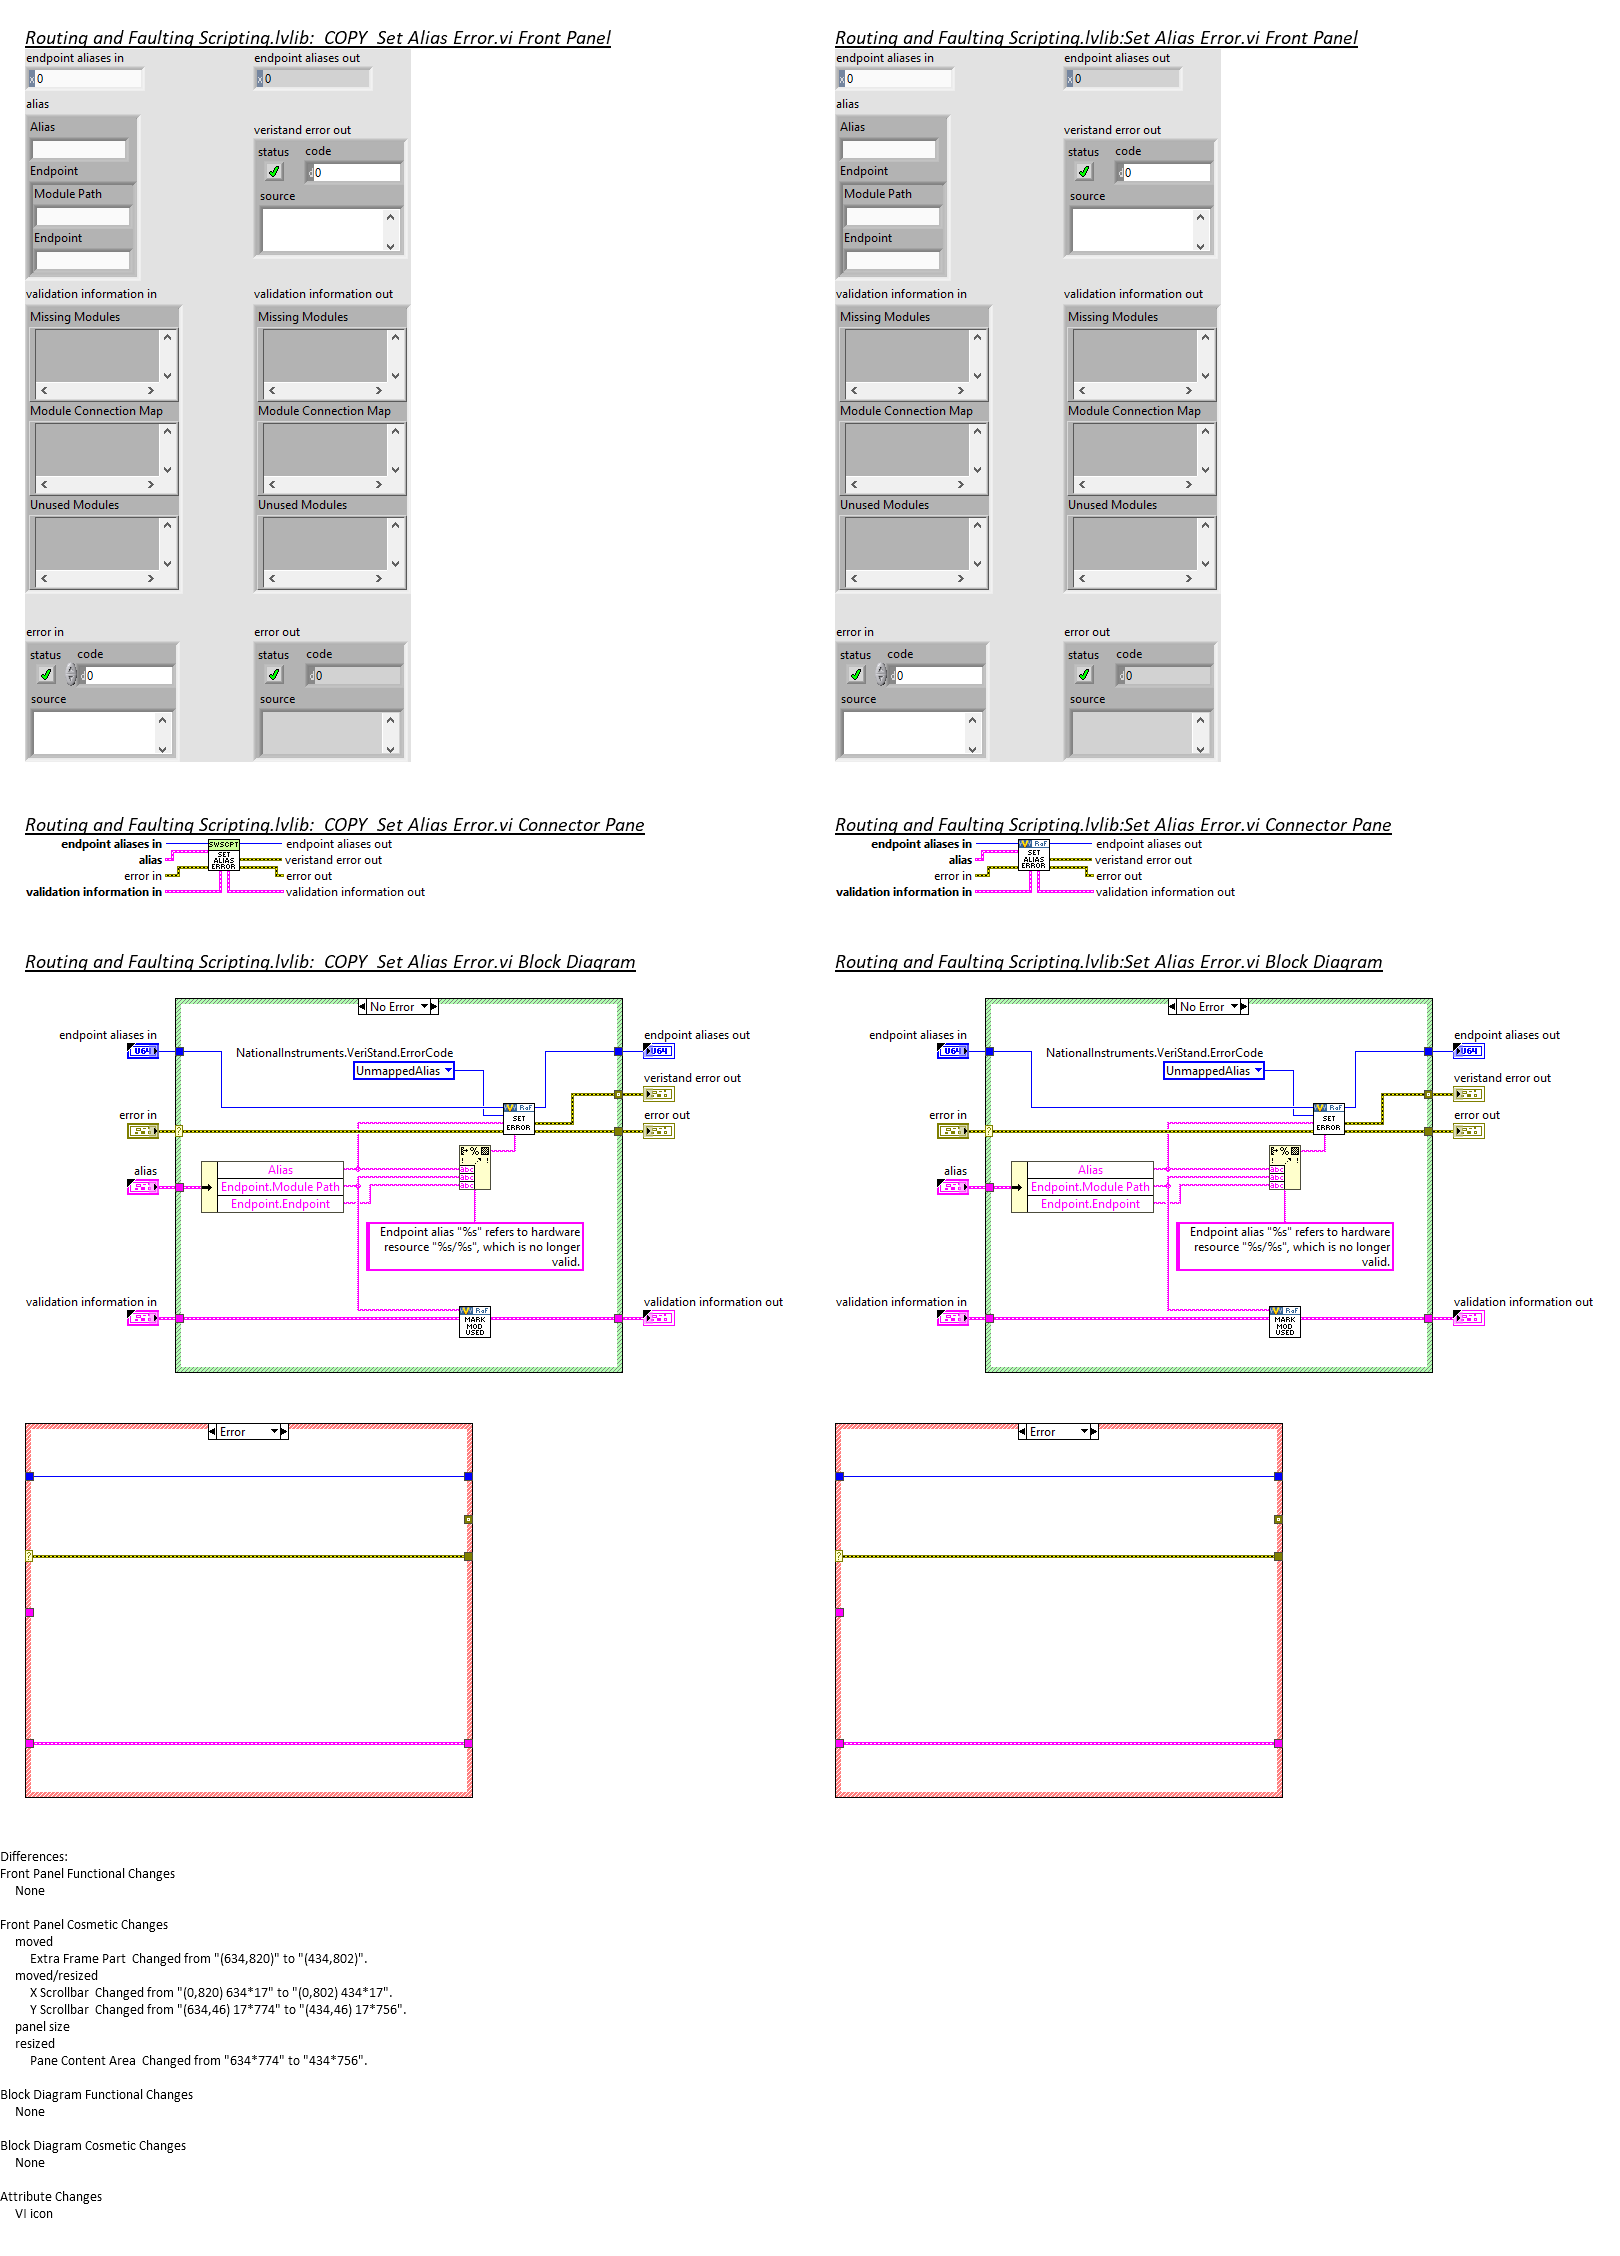 Routing and Faulting Scripting.lvlib:_COPY_Set Alias Error.vi Front Panel
endpoint aliases in
endpoint aliases out
x 0
x 0
alias
Alias
veristand error out
status
code
d 0
Endpoint
Module Path
source
Endpoint
validation information in
validation information out
Missing Modules
Missing Modules
Module Connection Map
Module Connection Map
Unused Modules
Unused Modules
error in
error out
status
code
status
code
d 0
d 0
source
source
Routing and Faulting Scripting.lvlib:Set Alias Error.vi Front Panel
endpoint aliases in
endpoint aliases out
x 0
x 0
alias
Alias
veristand error out
status
code
d 0
Endpoint
Module Path
source
Endpoint
validation information in
validation information out
Missing Modules
Missing Modules
Module Connection Map
Module Connection Map
Unused Modules
Unused Modules
error in
error out
status
code
status
code
d 0
d 0
source
source
Routing and Faulting Scripting.lvlib:_COPY_Set Alias Error.vi Connector Pane
endpoint aliases in
alias
error in
validation information in
SWSCPT
SET
ALIAS
ERROR
endpoint aliases out
veristand error out
error out
validation information out
Routing and Faulting Scripting.lvlib:Set Alias Error.vi Connector Pane
endpoint aliases in
alias
error in
validation information in
RaF
SET
ALIAS
ERROR
endpoint aliases out
veristand error out
error out
validation information out
Routing and Faulting Scripting.lvlib:_COPY_Set Alias Error.vi Block Diagram
No Error
endpoint aliases in
U64
NationalInstruments.VeriStand.ErrorCode
UnmappedAlias
endpoint aliases out
U64
veristand error out
error in
?
RaF
SET
ERROR
error out
alias
Alias
Endpoint.Module Path
Endpoint.Endpoint
%
abc
abc
abc
Endpoint alias "%s" refers to hardware
resource "%s/%s", which is no longer
valid.
validation information in
RaF
MARK
MOD
USED
validation information out
Error
?
Routing and Faulting Scripting.lvlib:Set Alias Error.vi Block Diagram
No Error
endpoint aliases in
U64
NationalInstruments.VeriStand.ErrorCode
UnmappedAlias
endpoint aliases out
U64
veristand error out
error in
?
RaF
SET
ERROR
error out
alias
Alias
Endpoint.Module Path
Endpoint.Endpoint
%
abc
abc
abc
Endpoint alias "%s" refers to hardware
resource "%s/%s", which is no longer
valid.
validation information in
RaF
MARK
MOD
USED
validation information out
Error
?
Differences:
Front Panel Functional Changes
None
Front Panel Cosmetic Changes
moved
Extra Frame Part  Changed from "(634,820)" to "(434,802)".
moved/resized
X Scrollbar  Changed from "(0,820) 634*17" to "(0,802) 434*17".
Y Scrollbar  Changed from "(634,46) 17*774" to "(434,46) 17*756".
panel size
resized
Pane Content Area  Changed from "634*774" to "434*756".
Block Diagram Functional Changes
None
Block Diagram Cosmetic Changes
None
Attribute Changes
VI icon